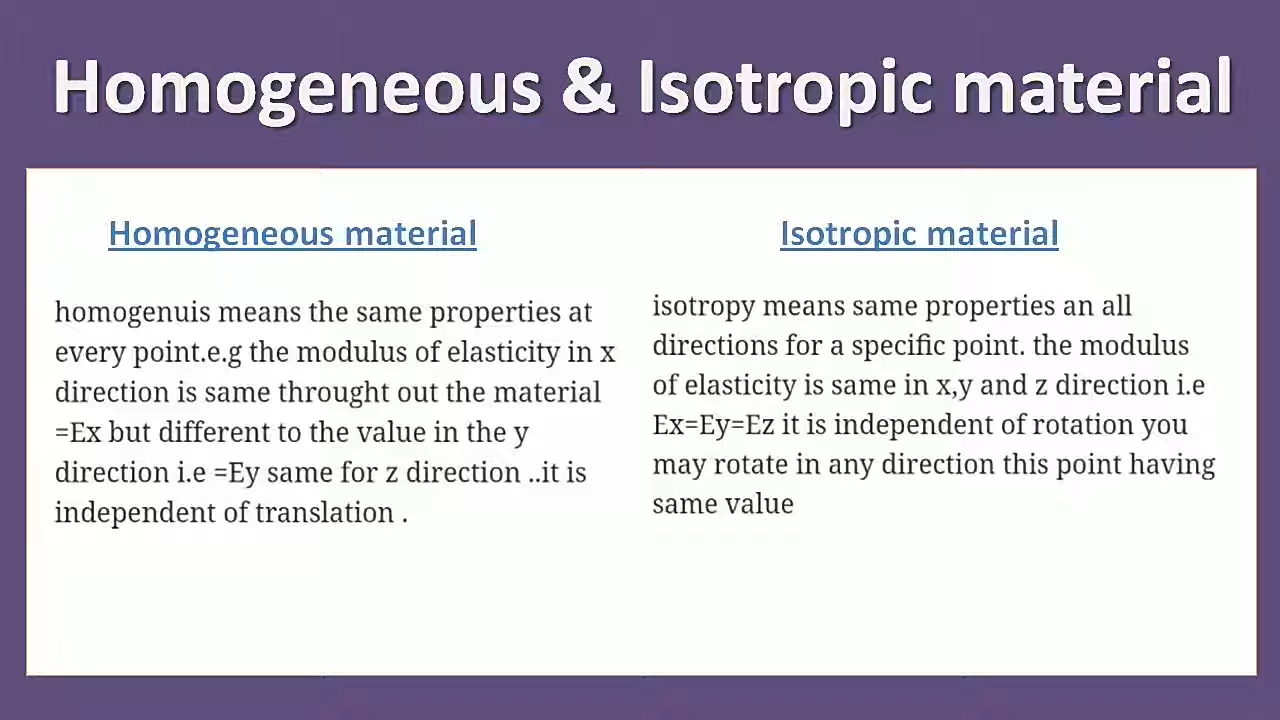 Homogeneous & Isotropic material
Homogeneous material
homogenuis means the same properties at
every point.e.g the modulus of elasticity in x
direction is same throught out the material
=Ex but different to the value in the y
direction i.e =Ey same for z direction ..it is
independent of translation .
Isotropic material
isotropy means same properties an all
directions for a specific point. the modulus
of elasticity is same in x,y and z direction i.e
Ex=Ey=Ez it is independent of rotation you
may rotate in any direction this point having
same value